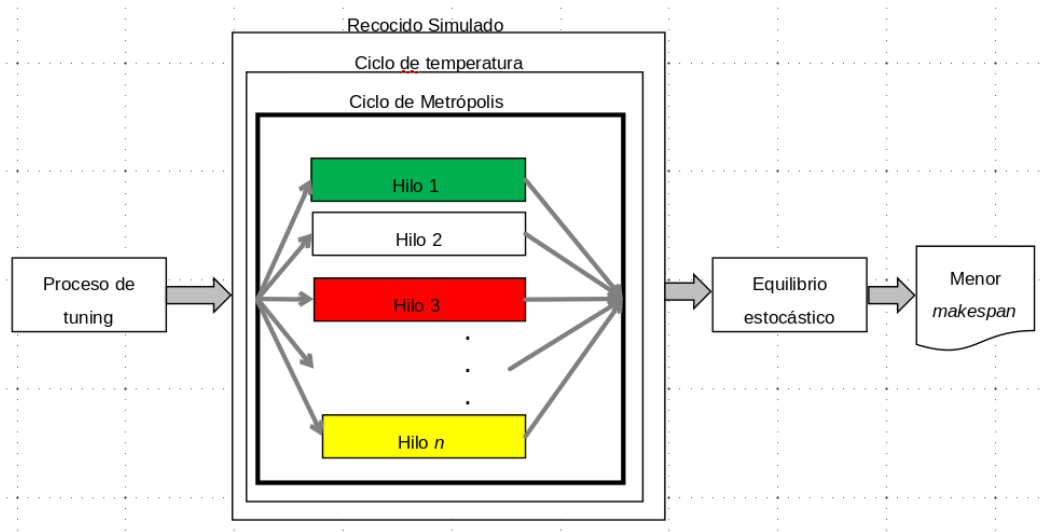 Recocido Simulado
Ciclo de temperatura
Ciclo de Metrópolis
Hilo 1
Hilo 2
Hilo 3
.
.
.
Hilo n
Proceso de
tuning
Equilibrio
estocástico
Menor
makespan